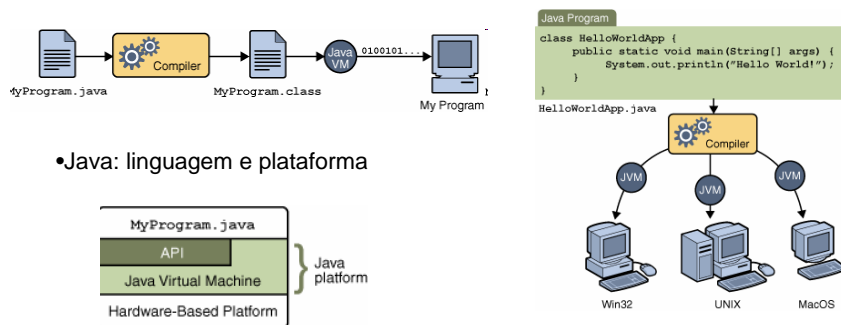 Compiler
Java
VM
0100101...
MyProgram.java
MyProgram.class
My Program
•Java: linguagem e plataforma
MyProgram.java
API
Java Virtual Machine
Java
platform
Hardware-Based Platform
Java Program
class HelloWorldApp {
public static void main(String[] args) {
System.out.println("Hello World!");
}
}
HelloWorldApp.java
Compiler
JVM
JVM
JVM
Win32
UNIX
MacOS